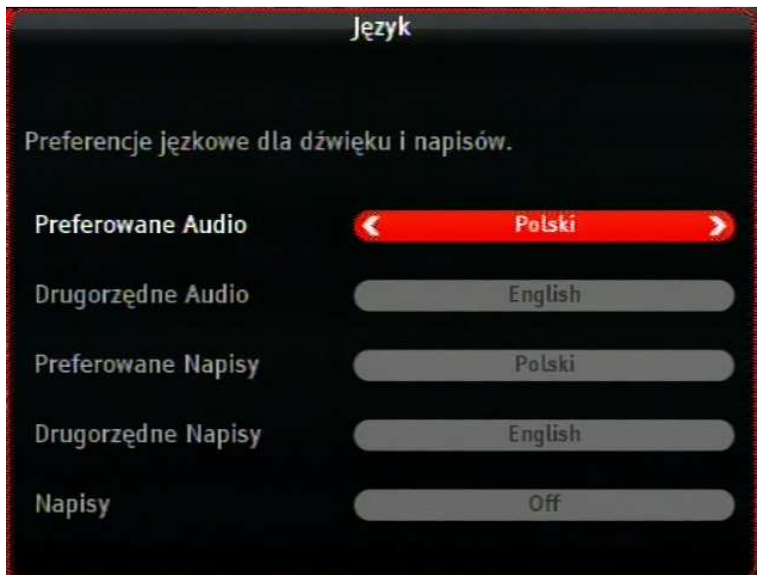 Język
Preferencje jęzkowe dla dźwięku i napisów.
Preferowane Audio Polski
Drugorzędne Audio English
Preferowane Napisy Polski
Drugorzędne Napisy English
Napisy Off